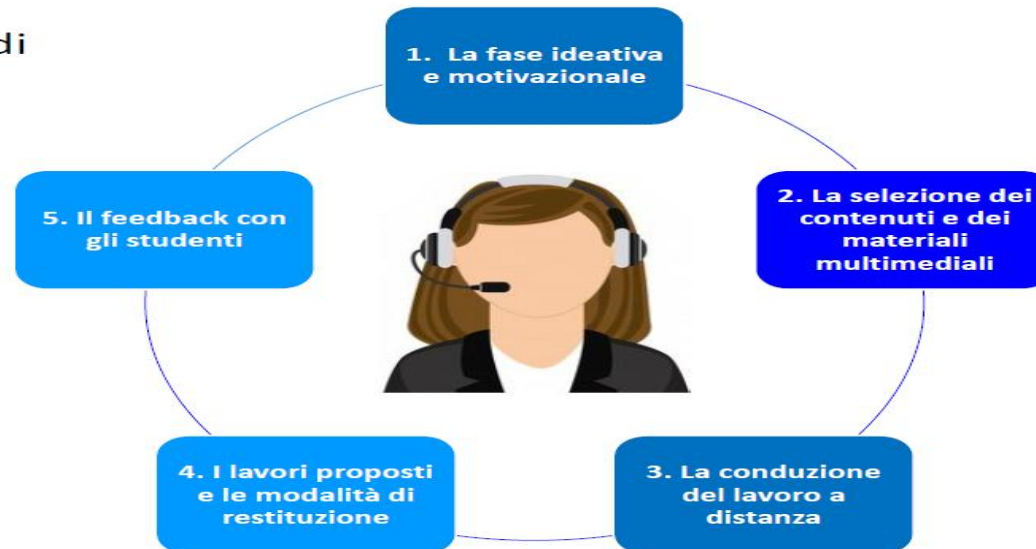 di
1. La fase ideativa
e motivazionale
2. La selezione dei
contenuti e dei
materiali
multimediali
3. La conduzione
del lavoro a
distanza
4. I lavori proposti
e le modalità di
restituzione
5. Il feedback con
gli studenti